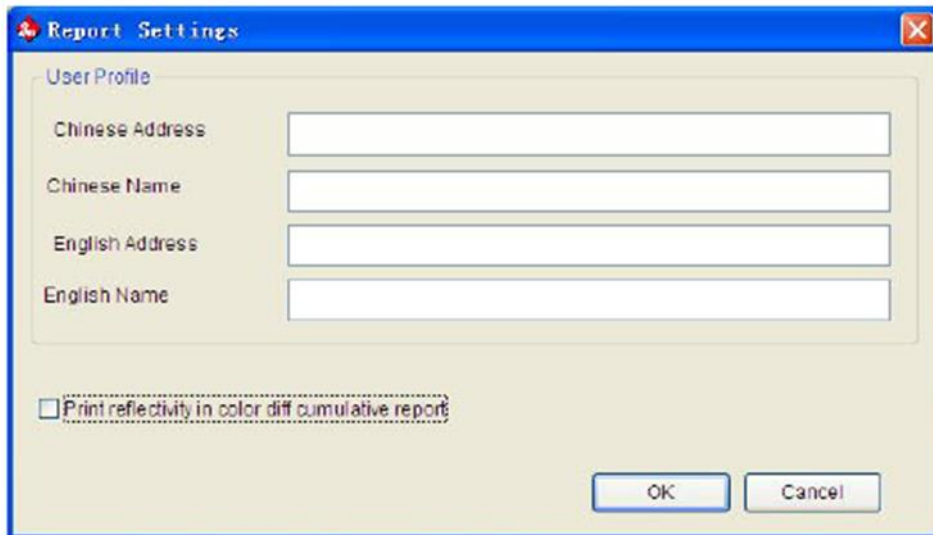 Report Settings
User Profile
Chinese Address
Chinese Name
English Address
English Name
Print reflectivity in color diff cumulative report
OK
Cancel